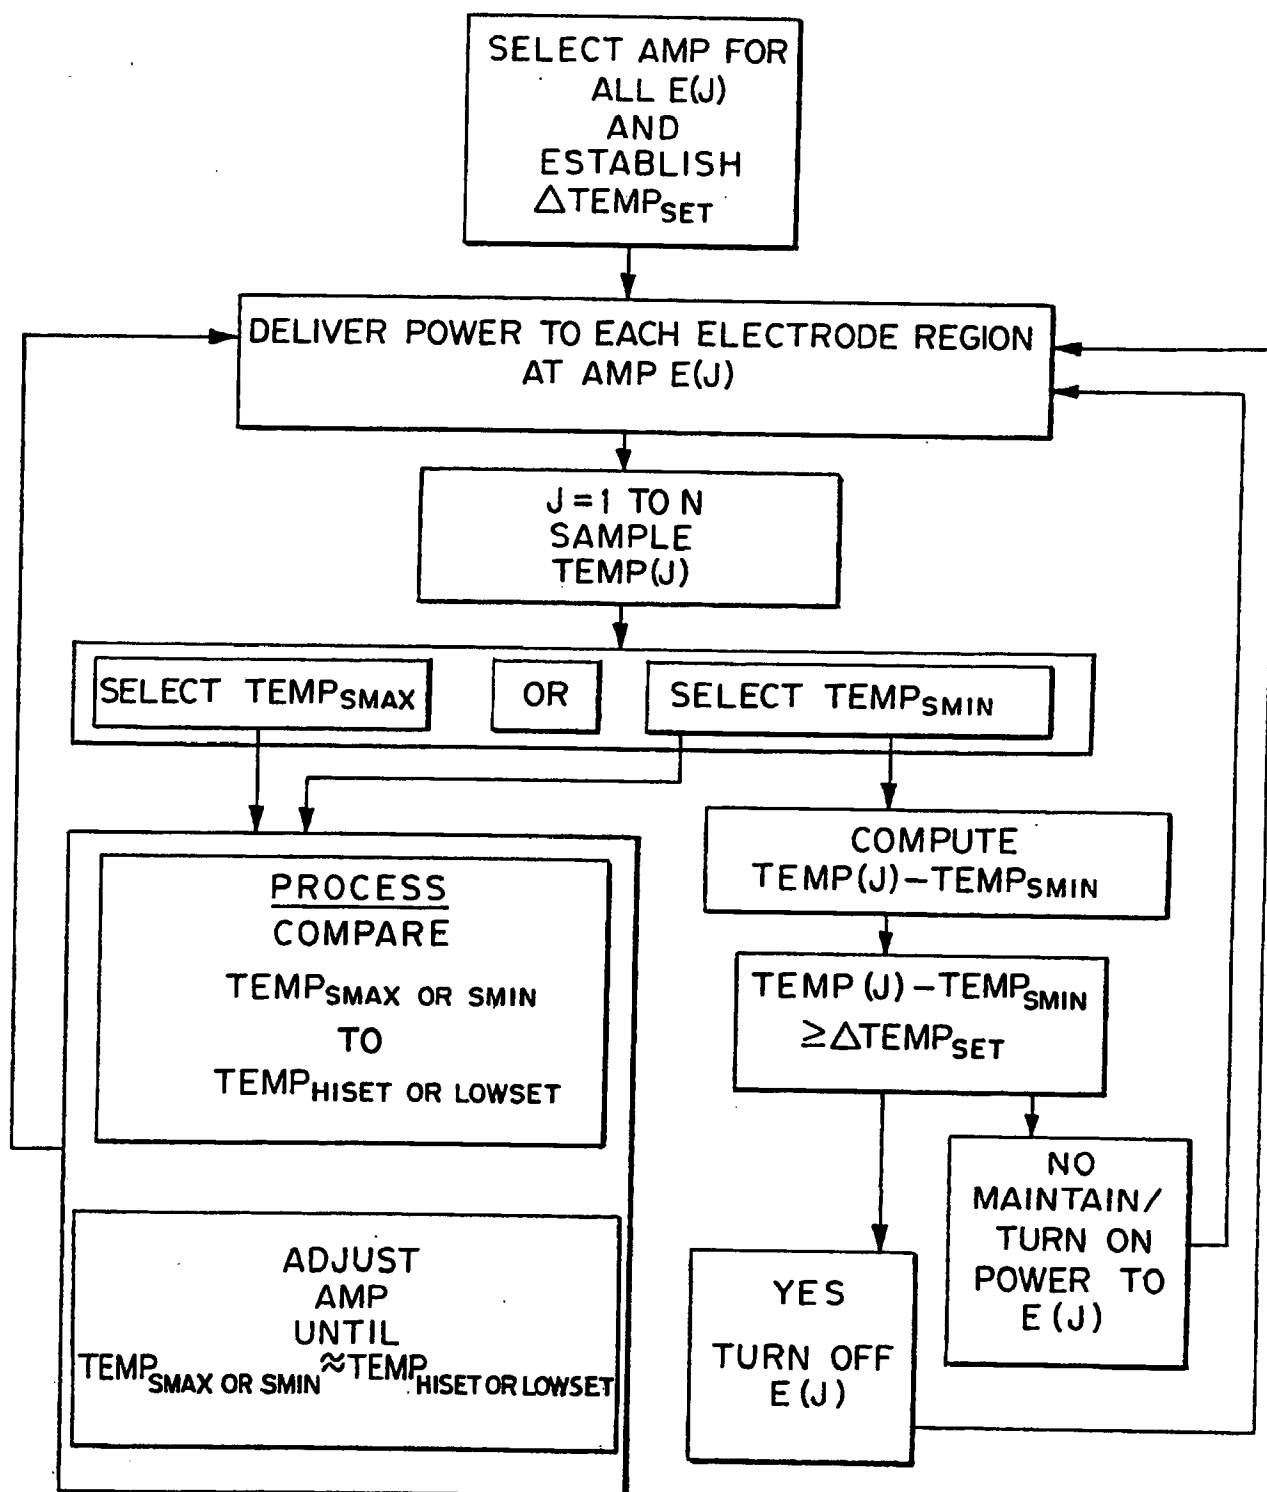 SELECT AMP FOR
ALL E(J)
AND
ESTABLISH
△TEMPSET
DELIVER POWER TO EACH ELECTRODE REGION
AT AMP E(J)
J=1 TO N
SAMPLE
TEMP(J)
SELECT TEMPSMAX
OR
SELECT TEMPSMIN
PROCESS
COMPARE
TEMPSMAX OR SMIN
TO
TEMPHISET OR LOWSET
ADJUST
AMP
UNTIL
TEMPSMAX OR SMIN≈TEMPHISET OR LOWSET
COMPUTE
TEMP(J)-TEMPSMIN
TEMP(J)-TEMPSMIN
≥△TEMPSET
NO
MAINTAIN/
TURN ON
POWER TO
E(J)
YES
TURN OFF
E(J)